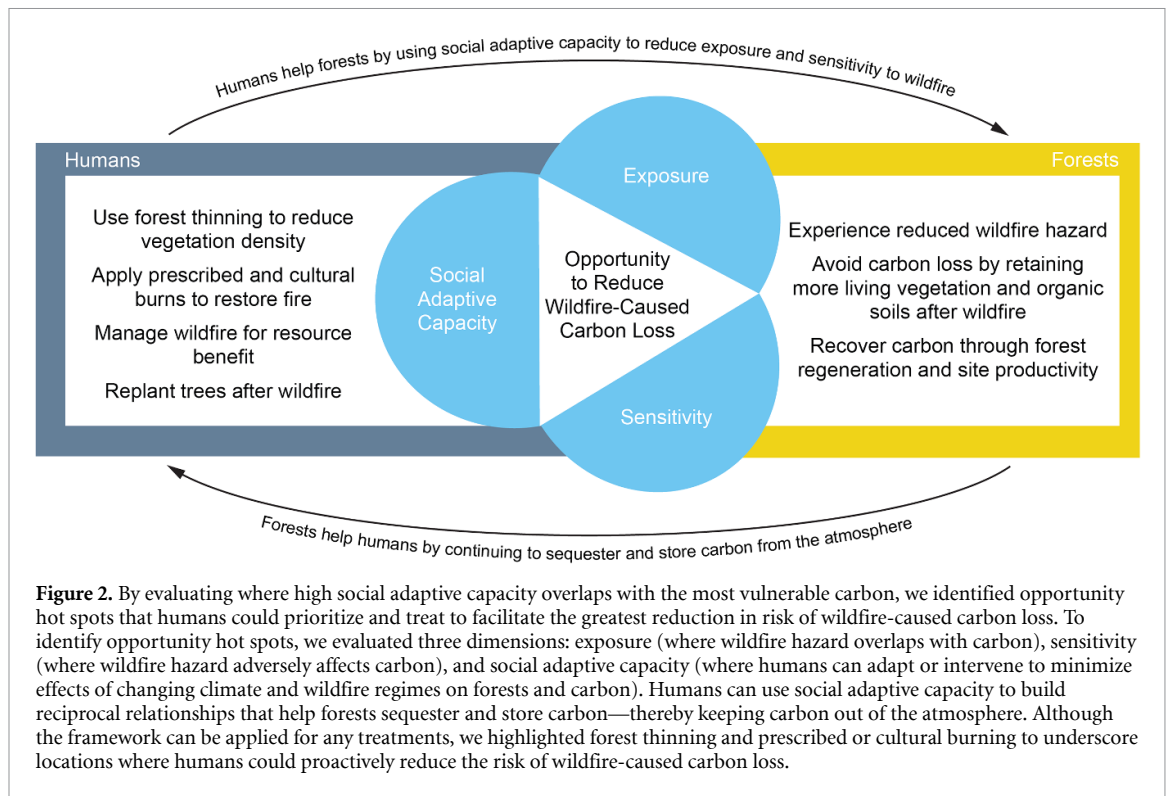 Humans help forests by using social adaptive capacity to reduce exposure and sensitivity to wildfire
Humans
Forests
Use forest thinning to reduce
vegetation density
Apply prescribed and cultural
burns to restore fire
Manage wildfire for resource
benefit
Replant trees after wildfire
Social
Adaptive
Capacity
Exposure
Opportunity
to Reduce
Wildfire-Caused
Carbon Loss
Sensitivity
Experience reduced wildfire hazard
Avoid carbon loss by retaining
more living vegetation and organic
soils after wildfire
Recover carbon through forest
regeneration and site productivity
Forests help humans by continuing to sequester and store carbon from the atmosphere
Figure 2. By evaluating where high social adaptive capacity overlaps with the most vulnerable carbon, we identified opportunity
hot spots that humans could prioritize and treat to facilitate the greatest reduction in risk of wildfire-caused carbon loss. To
identify opportunity hot spots, we evaluated three dimensions: exposure (where wildfire hazard overlaps with carbon), sensitivity
(where wildfire hazard adversely affects carbon), and social adaptive capacity (where humans can adapt or intervene to minimize
effects of changing climate and wildfire regimes on forests and carbon). Humans can use social adaptive capacity to build
reciprocal relationships that help forests sequester and store carbon—thereby keeping carbon out of the atmosphere. Although
the framework can be applied for any treatments, we highlighted forest thinning and prescribed or cultural burning to underscore
locations where humans could proactively reduce the risk of wildfire-caused carbon loss.